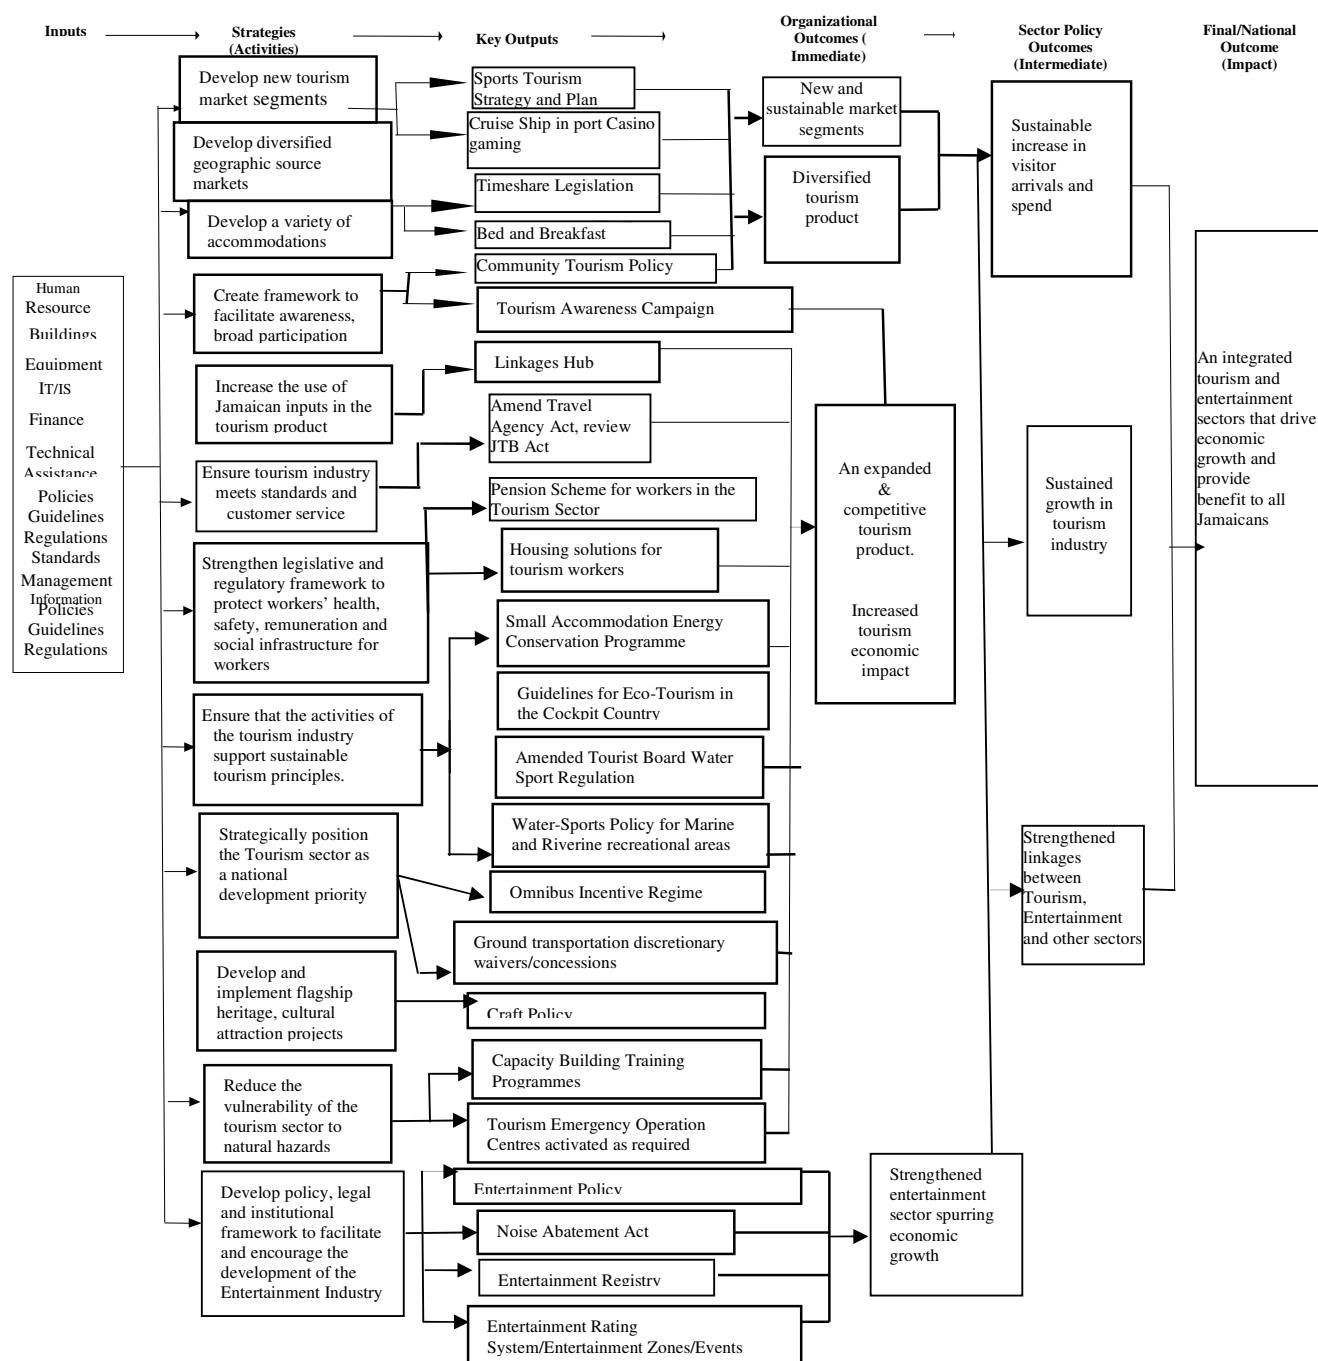 Inputs
Strategies
(Activities)
Key Outputs
Organizational
Outcomes (
Immediate)
Sector Policy
Outcomes
(Intermediate)
Final/National
Outcome
(Impact)
Human
Resource
Buildings
Equipment
IT/IS
Finance
Technical
Assistance
Policies
Guidelines
Regulations
Standards
Management
Information
Policies
Guidelines
Regulations
Develop new tourism
market segments
Develop diversified
geographic source
markets
Develop a variety of
accommodations
Create framework to
facilitate awareness,
broad participation
Increase the use of
Jamaican inputs in the
tourism product
Ensure tourism industry
meets standards and
customer service
Strengthen legislative and
regulatory framework to
protect workers' health,
safety, remuneration and
social infrastructure for
workers
Ensure that the activities of
the tourism industry
support sustainable
tourism principles.
Strategically position
the Tourism sector as
a national
development priority
Develop and
implement flagship
heritage, cultural
attraction projects
Reduce the
vulnerability of the
tourism sector to
natural hazards
Develop policy, legal
and institutional
framework to facilitate
and encourage the
development of the
Entertainment Industry
Sports Tourism
Strategy and Plan
Cruise Ship in port Casino
gaming
Timeshare Legislation
Bed and Breakfast
Community Tourism Policy
Tourism Awareness Campaign
Linkages Hub
Amend Travel
Agency Act, review
JTB Act
Pension Scheme for workers in the
Tourism Sector
Housing solutions for
tourism workers
Small Accommodation Energy
Conservation Programme
Guidelines for Eco-Tourism in
the Cockpit Country
Amended Tourist Board Water
Sport Regulation
Water-Sports Policy for Marine
and Riverine recreational areas
Omnibus Incentive Regime
Ground transportation discretionary
waivers/concessions
Craft Policy
Capacity Building Training
Programmes
Tourism Emergency Operation
Centres activated as required
Entertainment Policy
Noise Abatement Act
Entertainment Registry
Entertainment Rating
System/Entertainment Zones/Events
New and
sustainable market
segments
Diversified
tourism
product
An expanded
&
competitive
tourism
product.
Increased
tourism
economic
impact
Strengthened
entertainment
sector spurring
economic
growth
Sustainable
increase in
visitor
arrivals and
spend
Sustained
growth in
tourism
industry
Strengthened
linkages
between
Tourism,
Entertainment
and other sectors
An integrated
tourism and
entertainment
sectors that drive
economic
growth and
provide
benefit to all
Jamaicans